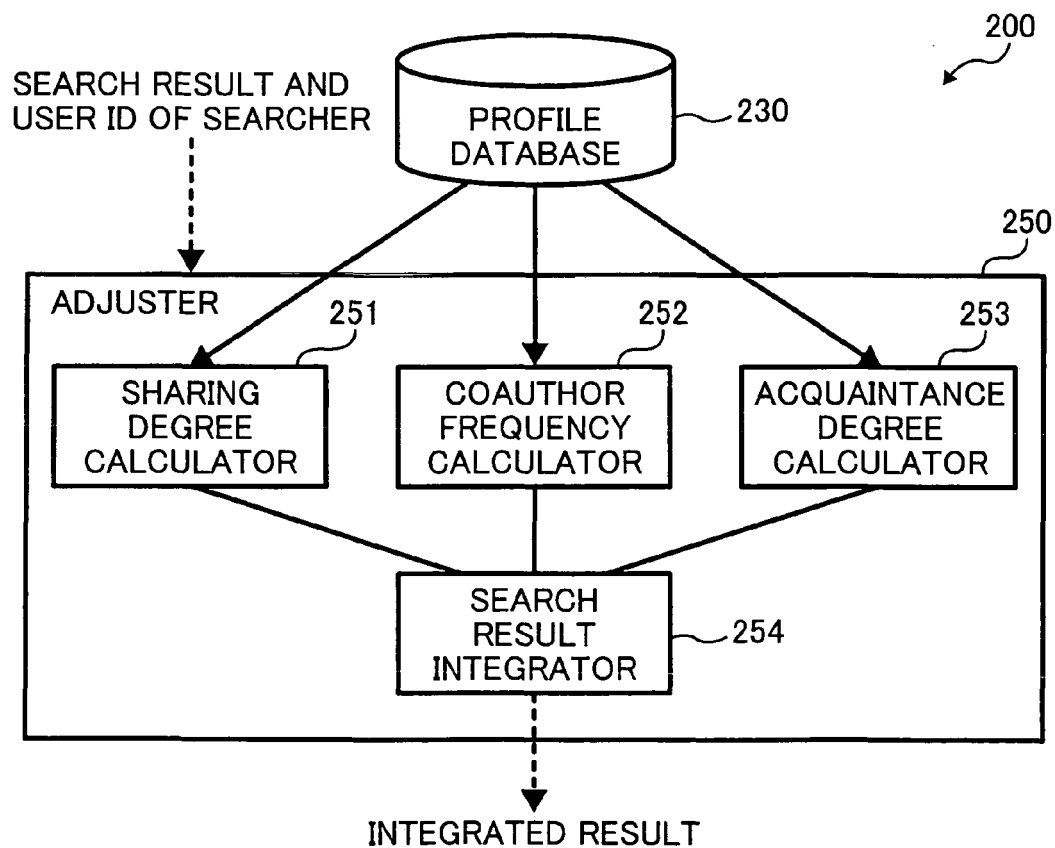 200
SEARCH RESULT AND
USER ID OF SEARCHER
PROFILE
DATABASE
230
250
ADJUSTER
251
252
253
SHARING
DEGREE
CALCULATOR
COAUTHOR
FREQUENCY
CALCULATOR
ACQUAINTANCE
DEGREE
CALCULATOR
SEARCH
RESULT
INTEGRATOR
254
INTEGRATED RESULT